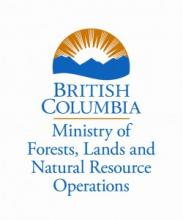 BRITISH
COLUMBIA
Ministry of
Forests, Lands and
Natural Resource
Operations